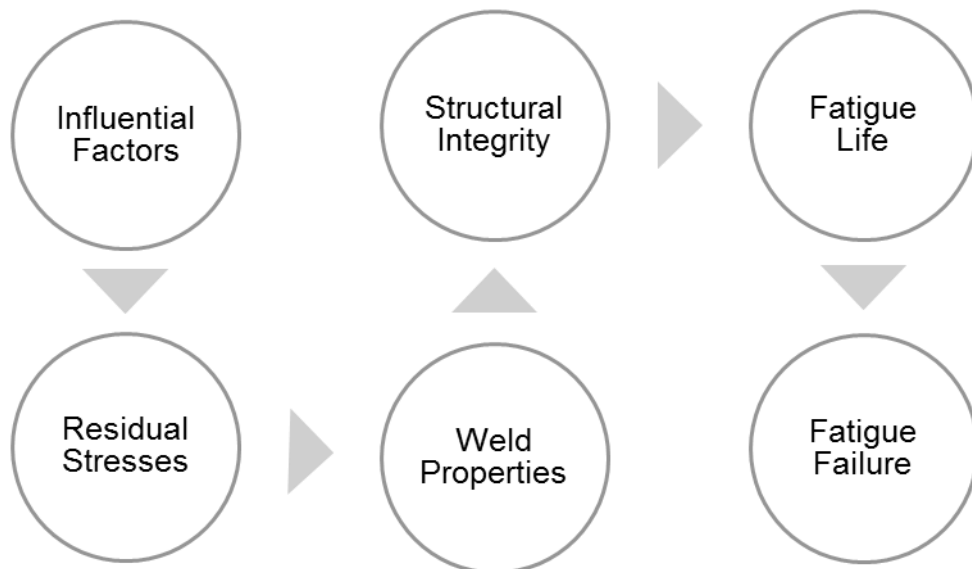 Influential
Factors
Structural
Integrity
Fatigue
Life
Residual
Stresses
Weld
Properties
Fatigue
Failure